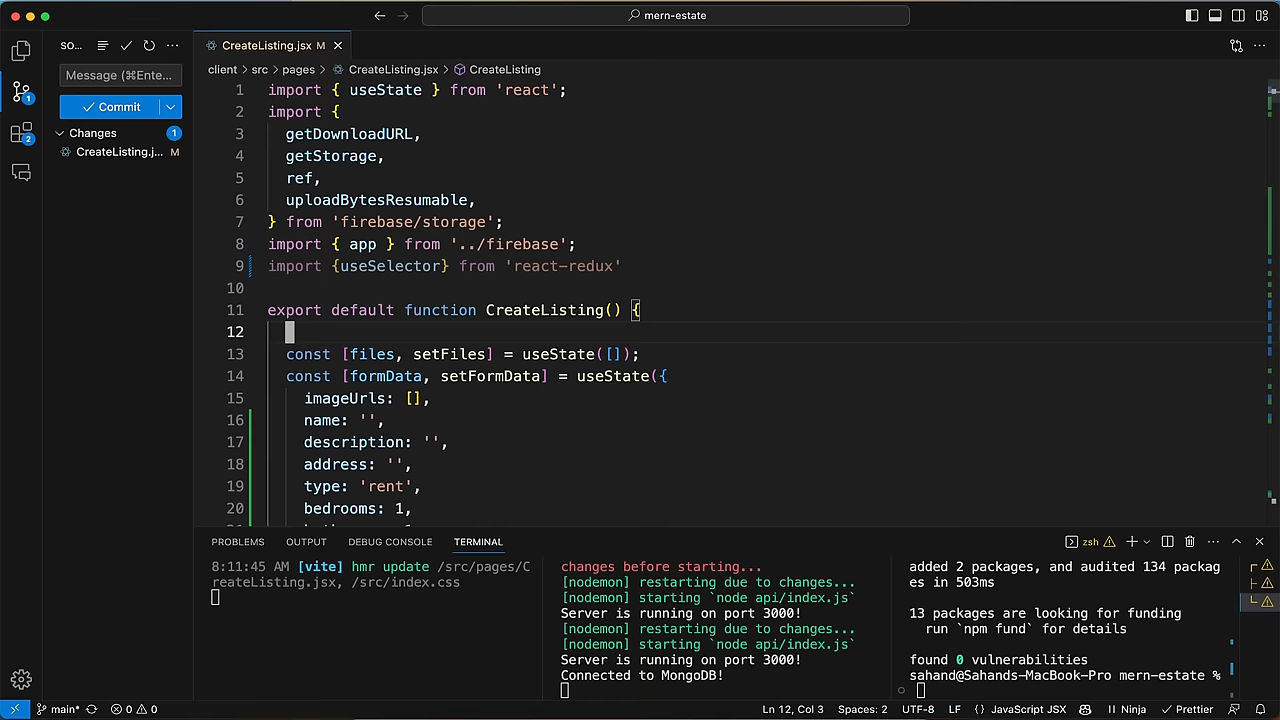 mern-estate
SO...
Message (⌘Ente...
Commit
Changes 1
CreateListing.j... M
1
2
CreateListing.jsx M
client > src > pages > CreateListing.jsx > CreateListing
1 import { useState } from 'react';
2 import {
3 getDownloadURL,
4 getStorage,
5 ref,
6 uploadBytesResumable,
7 } from 'firebase/storage';
8 import { app } from '../firebase';
9 import {useSelector} from 'react-redux'
10
11 export default function CreateListing() {
12
13 const [files, setFiles] = useState([]);
14 const [formData, setFormData] = useState({
15 imageUrls: [],
16 name: '',
17 description: '',
18 address: '',
19 type: 'rent',
20 bedrooms: 1,
PROBLEMS OUTPUT DEBUG CONSOLE TERMINAL
zsh
8:11:45 AM [vite] hmr update /src/pages/C
reateListing.jsx, /src/index.css
changes before starting...
[nodemon] restarting due to changes...
[nodemon] starting `node api/index.js`
Server is running on port 3000!
[nodemon] restarting due to changes...
[nodemon] starting `node api/index.js`
Server is running on port 3000!
Connected to MongoDB!
added 2 packages, and audited 134 packag
es in 503ms
13 packages are looking for funding
run `npm fund` for details
found 0 vulnerabilities
sahand@Sahands-MacBook-Pro mern-estate %
main* 0 0 Ln 12, Col 3 Spaces: 2 UTF-8 LF {} JavaScript JSX Ninja Prettier